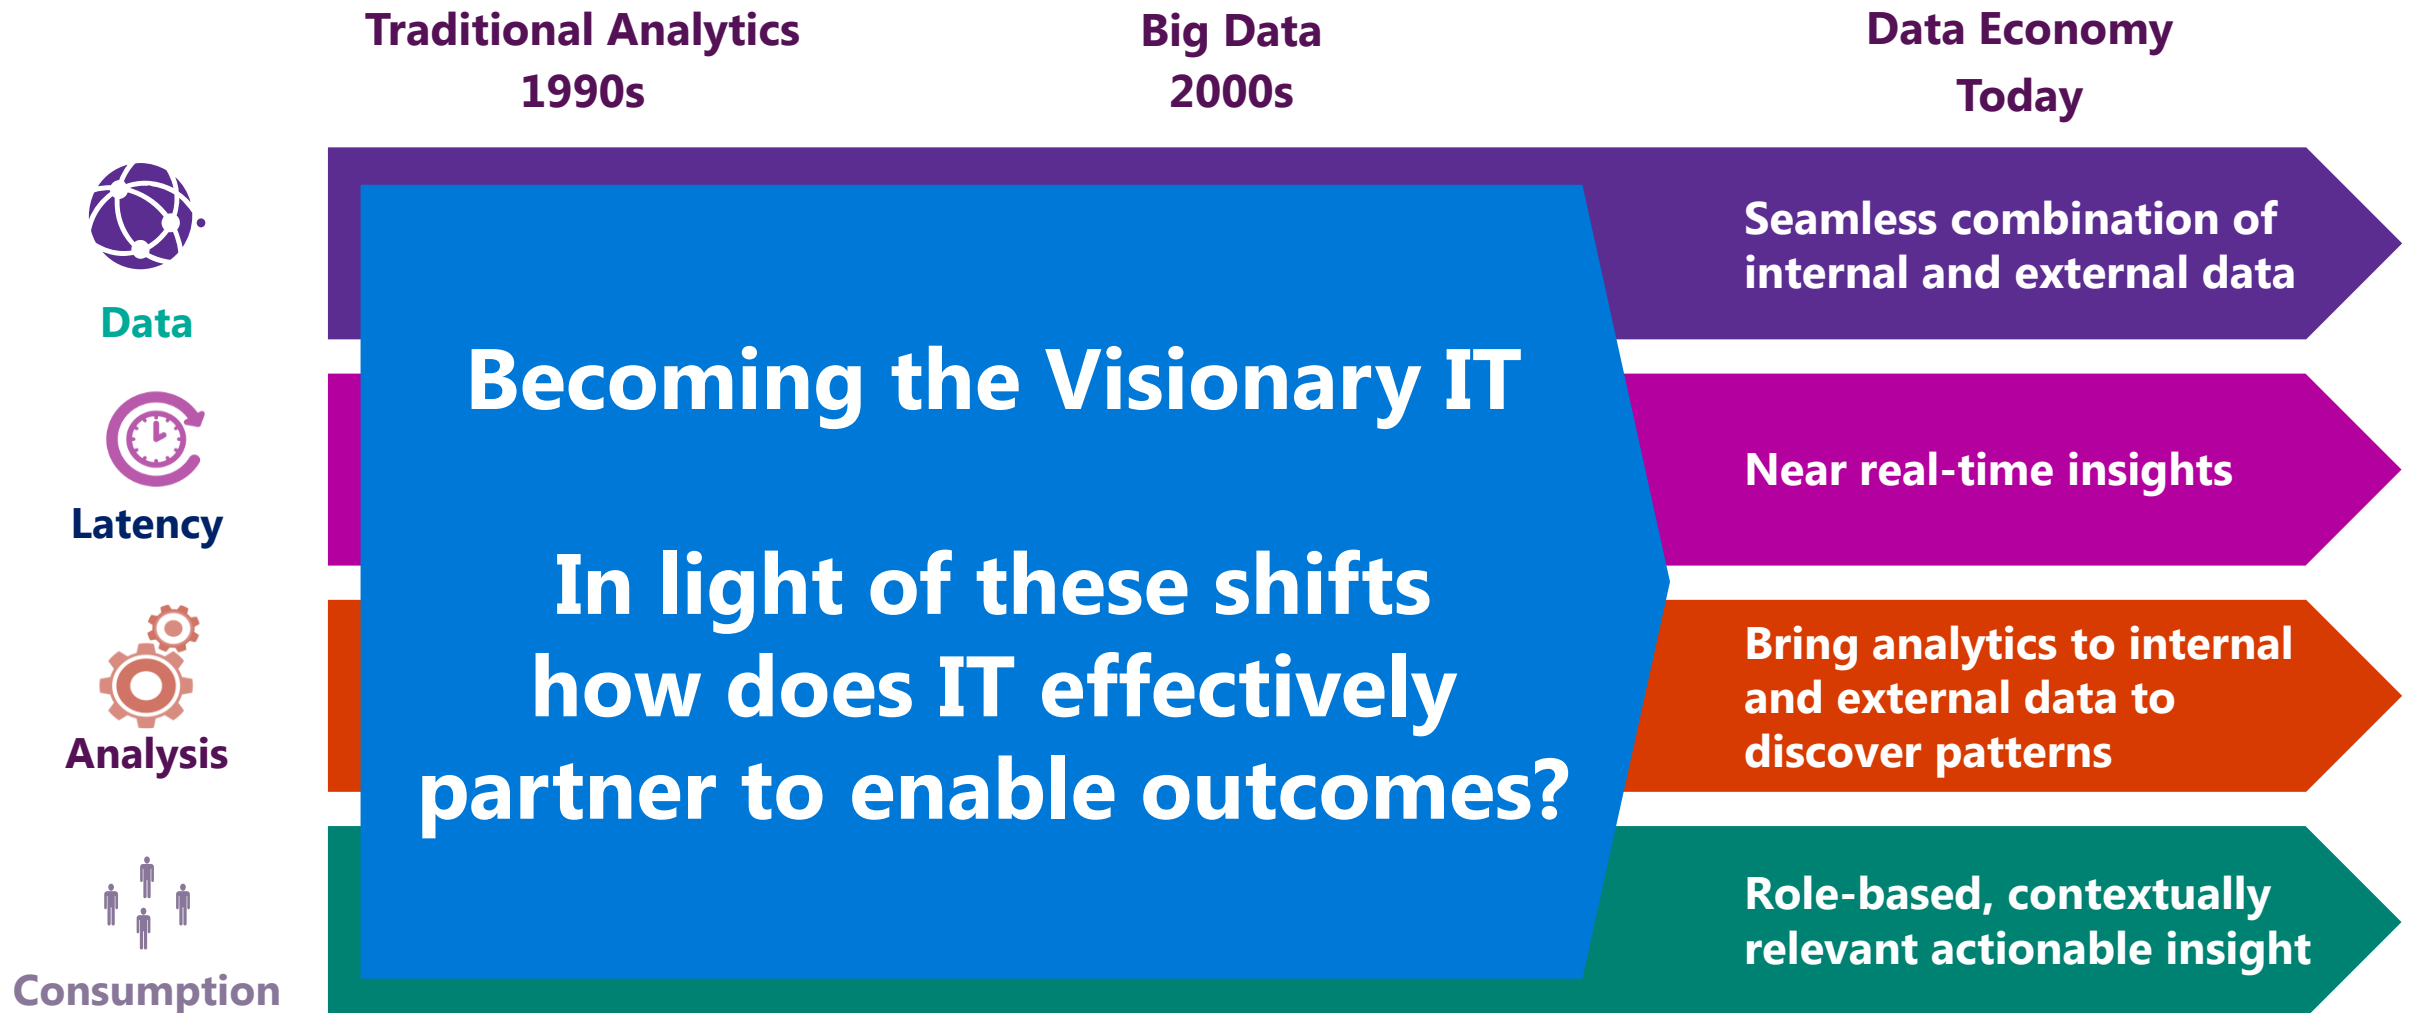 Traditional Analytics
1990s
Big Data
2000s
Data Economy
Today
Data
Seamless combination of
internal and external data
Latency
Near real-time insights
Analysis
Bring analytics to internal
and external data to
discover patterns
Consumption
Role-based, contextually
relevant actionable insight
Becoming the Visionary IT
In light of these shifts
how does IT effectively
partner to enable outcomes?